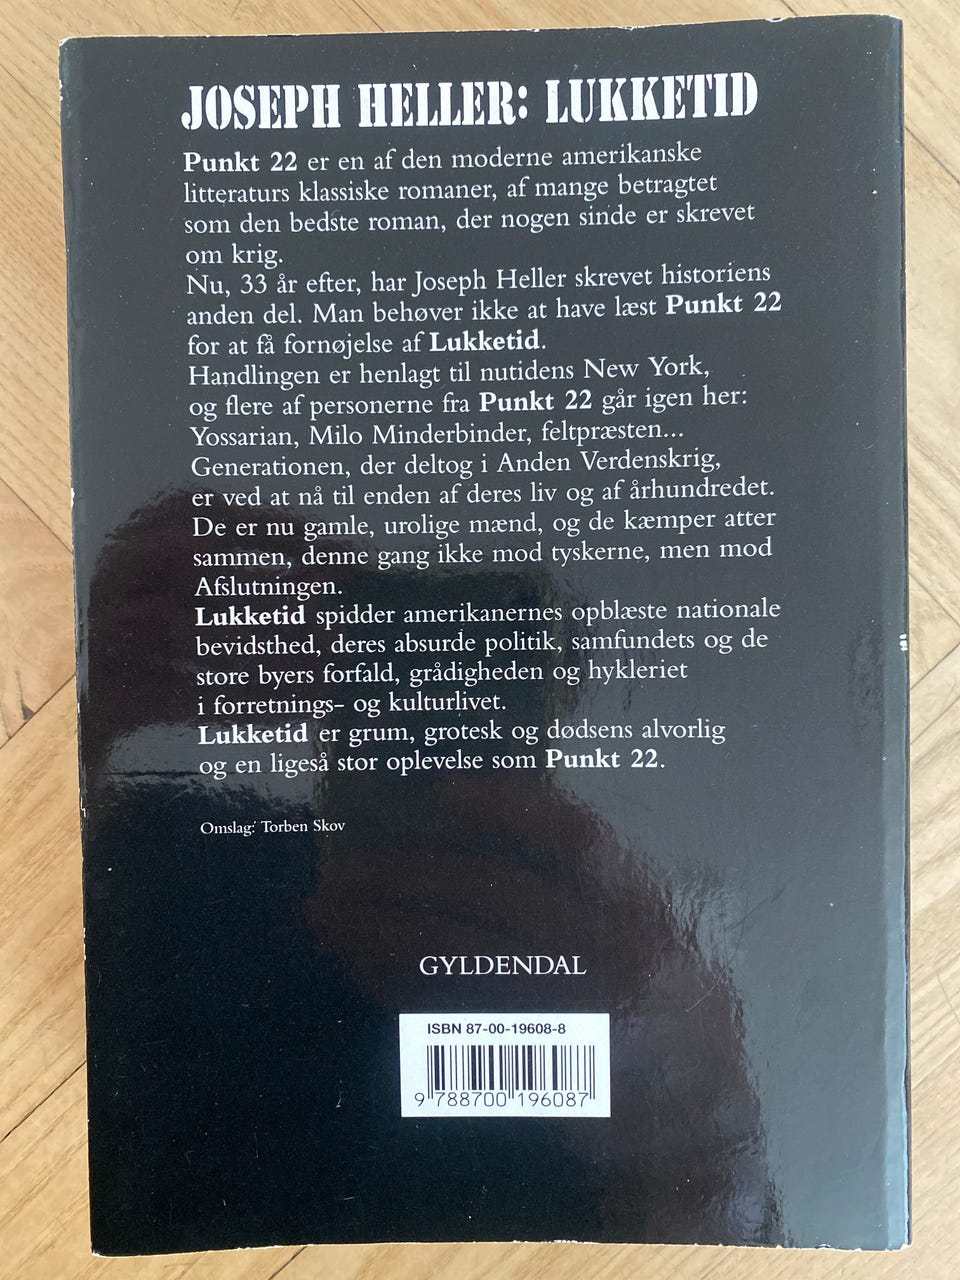 JOSEPH HELLER: LUKKETID
Punkt 22 er en af den moderne amerikanske
litteraturs klassiske romaner, af mange betragtet
som den bedste roman, der nogen sinde er skrevet
om krig.
Nu, 33 år efter, har Joseph Heller skrevet historiens
anden del. Man behøver ikke at have læst Punkt 22
for at få fornøjelse af Lukketid.
Handlingen er henlagt til nutidens New York,
og flere af personerne fra Punkt 22 går igen her:
Yossarian, Milo Minderbinder, feltpræsten...
Generationen, der deltog i Anden Verdenskrig,
er ved at nå til enden af deres liv og af århundredet.
De er nu gamle, urolige mænd, og de kæmper atter
sammen, denne gang ikke mod tyskerne, men mod
Afslutningen.
Lukketid spidder amerikanernes opblæste nationale
bevidsthed, deres absurde politik, samfundets og de
store byers forfald, grådigheden og hykleriet
i forretnings- og kulturlivet.
Lukketid er grum, grotesk og dødsens alvorlig
og en ligeså stor oplevelse som Punkt 22.
Omslag: Torben Skov
GYLDENDAL
ISBN 87-00-19608-8
9 788700 196087